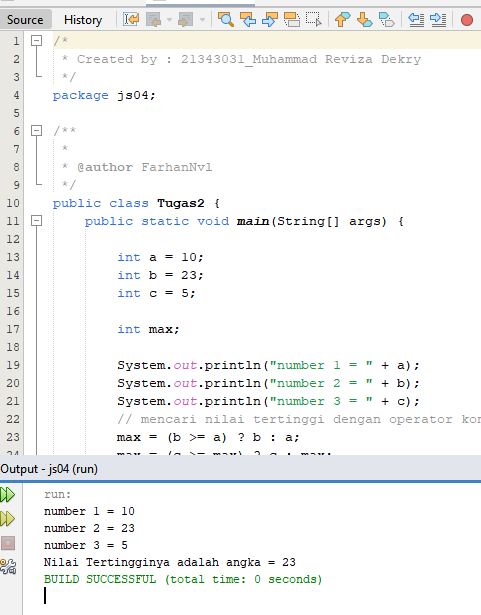 Source History
1 /*
2 * Created by : 21343031_Muhammad Reviza Dekry
3 */
4 package js04;
5
6 /**
7 *
8 * @author FarhanNvl
9 */
10 public class Tugas2 {
11 public static void main(String[] args) {
12
13 int a = 10;
14 int b = 23;
15 int c = 5;
16
17 int max;
18
19 System.out.println("number 1 = " + a);
20 System.out.println("number 2 = " + b);
21 System.out.println("number 3 = " + c);
22 // mencari nilai tertinggi dengan operator kon
23 max = (b >= a) ? b : a;
24 max = (c >= max) ? c : max;
Output - js04 (run)
run:
number 1 = 10
number 2 = 23
number 3 = 5
Nilai Tertingginya adalah angka = 23
BUILD SUCCESSFUL (total time: 0 seconds)